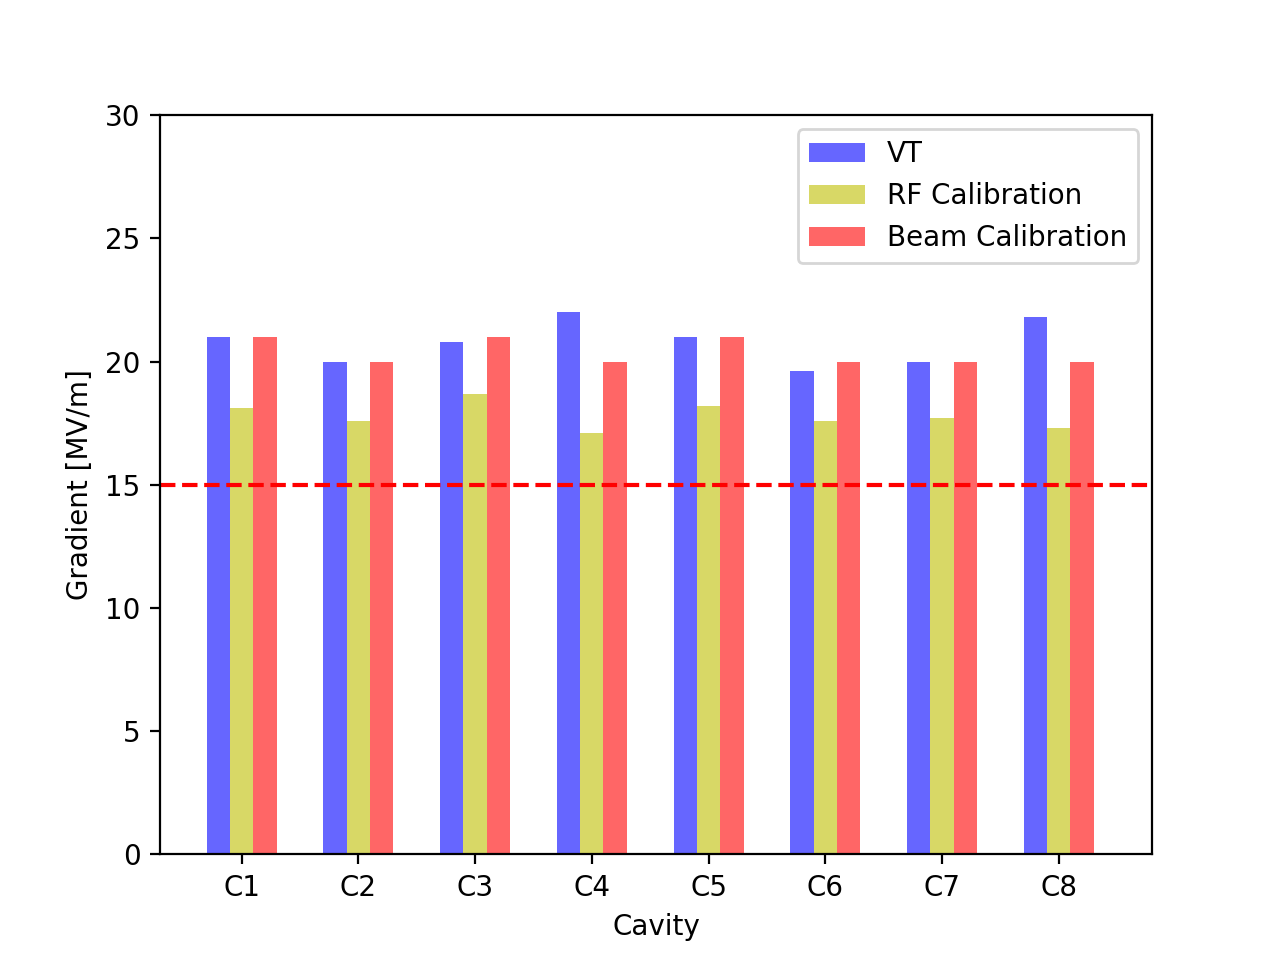 30
25
20
15
10
5
0
Gradient [MV/m]
VT
RF Calibration
Beam Calibration
C1 C2 C3 C4 C5 C6 C7 C8
Cavity